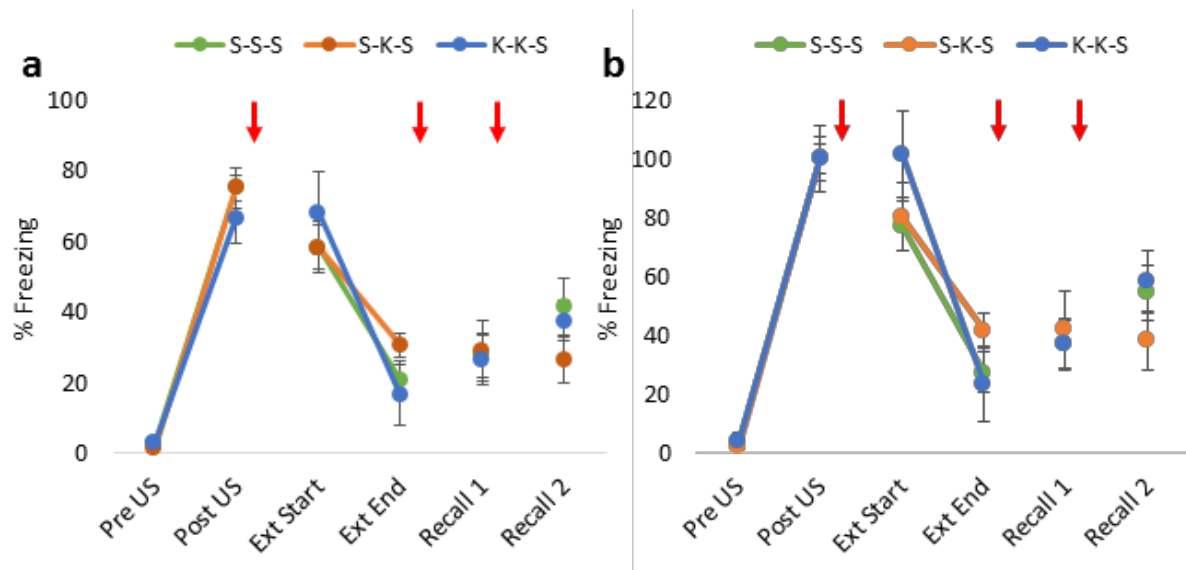 S-S-S S-K-S K-K-S
a
100
80
60
40
20
0
% Freezing
Pre US
Post US
Ext Start
Ext End
Recall 1
Recall 2
S-S-S S-K-S K-K-S
b
120
100
80
60
40
20
0
% Freezing
Pre US
Post US
Ext Start
Ext End
Recall 1
Recall 2